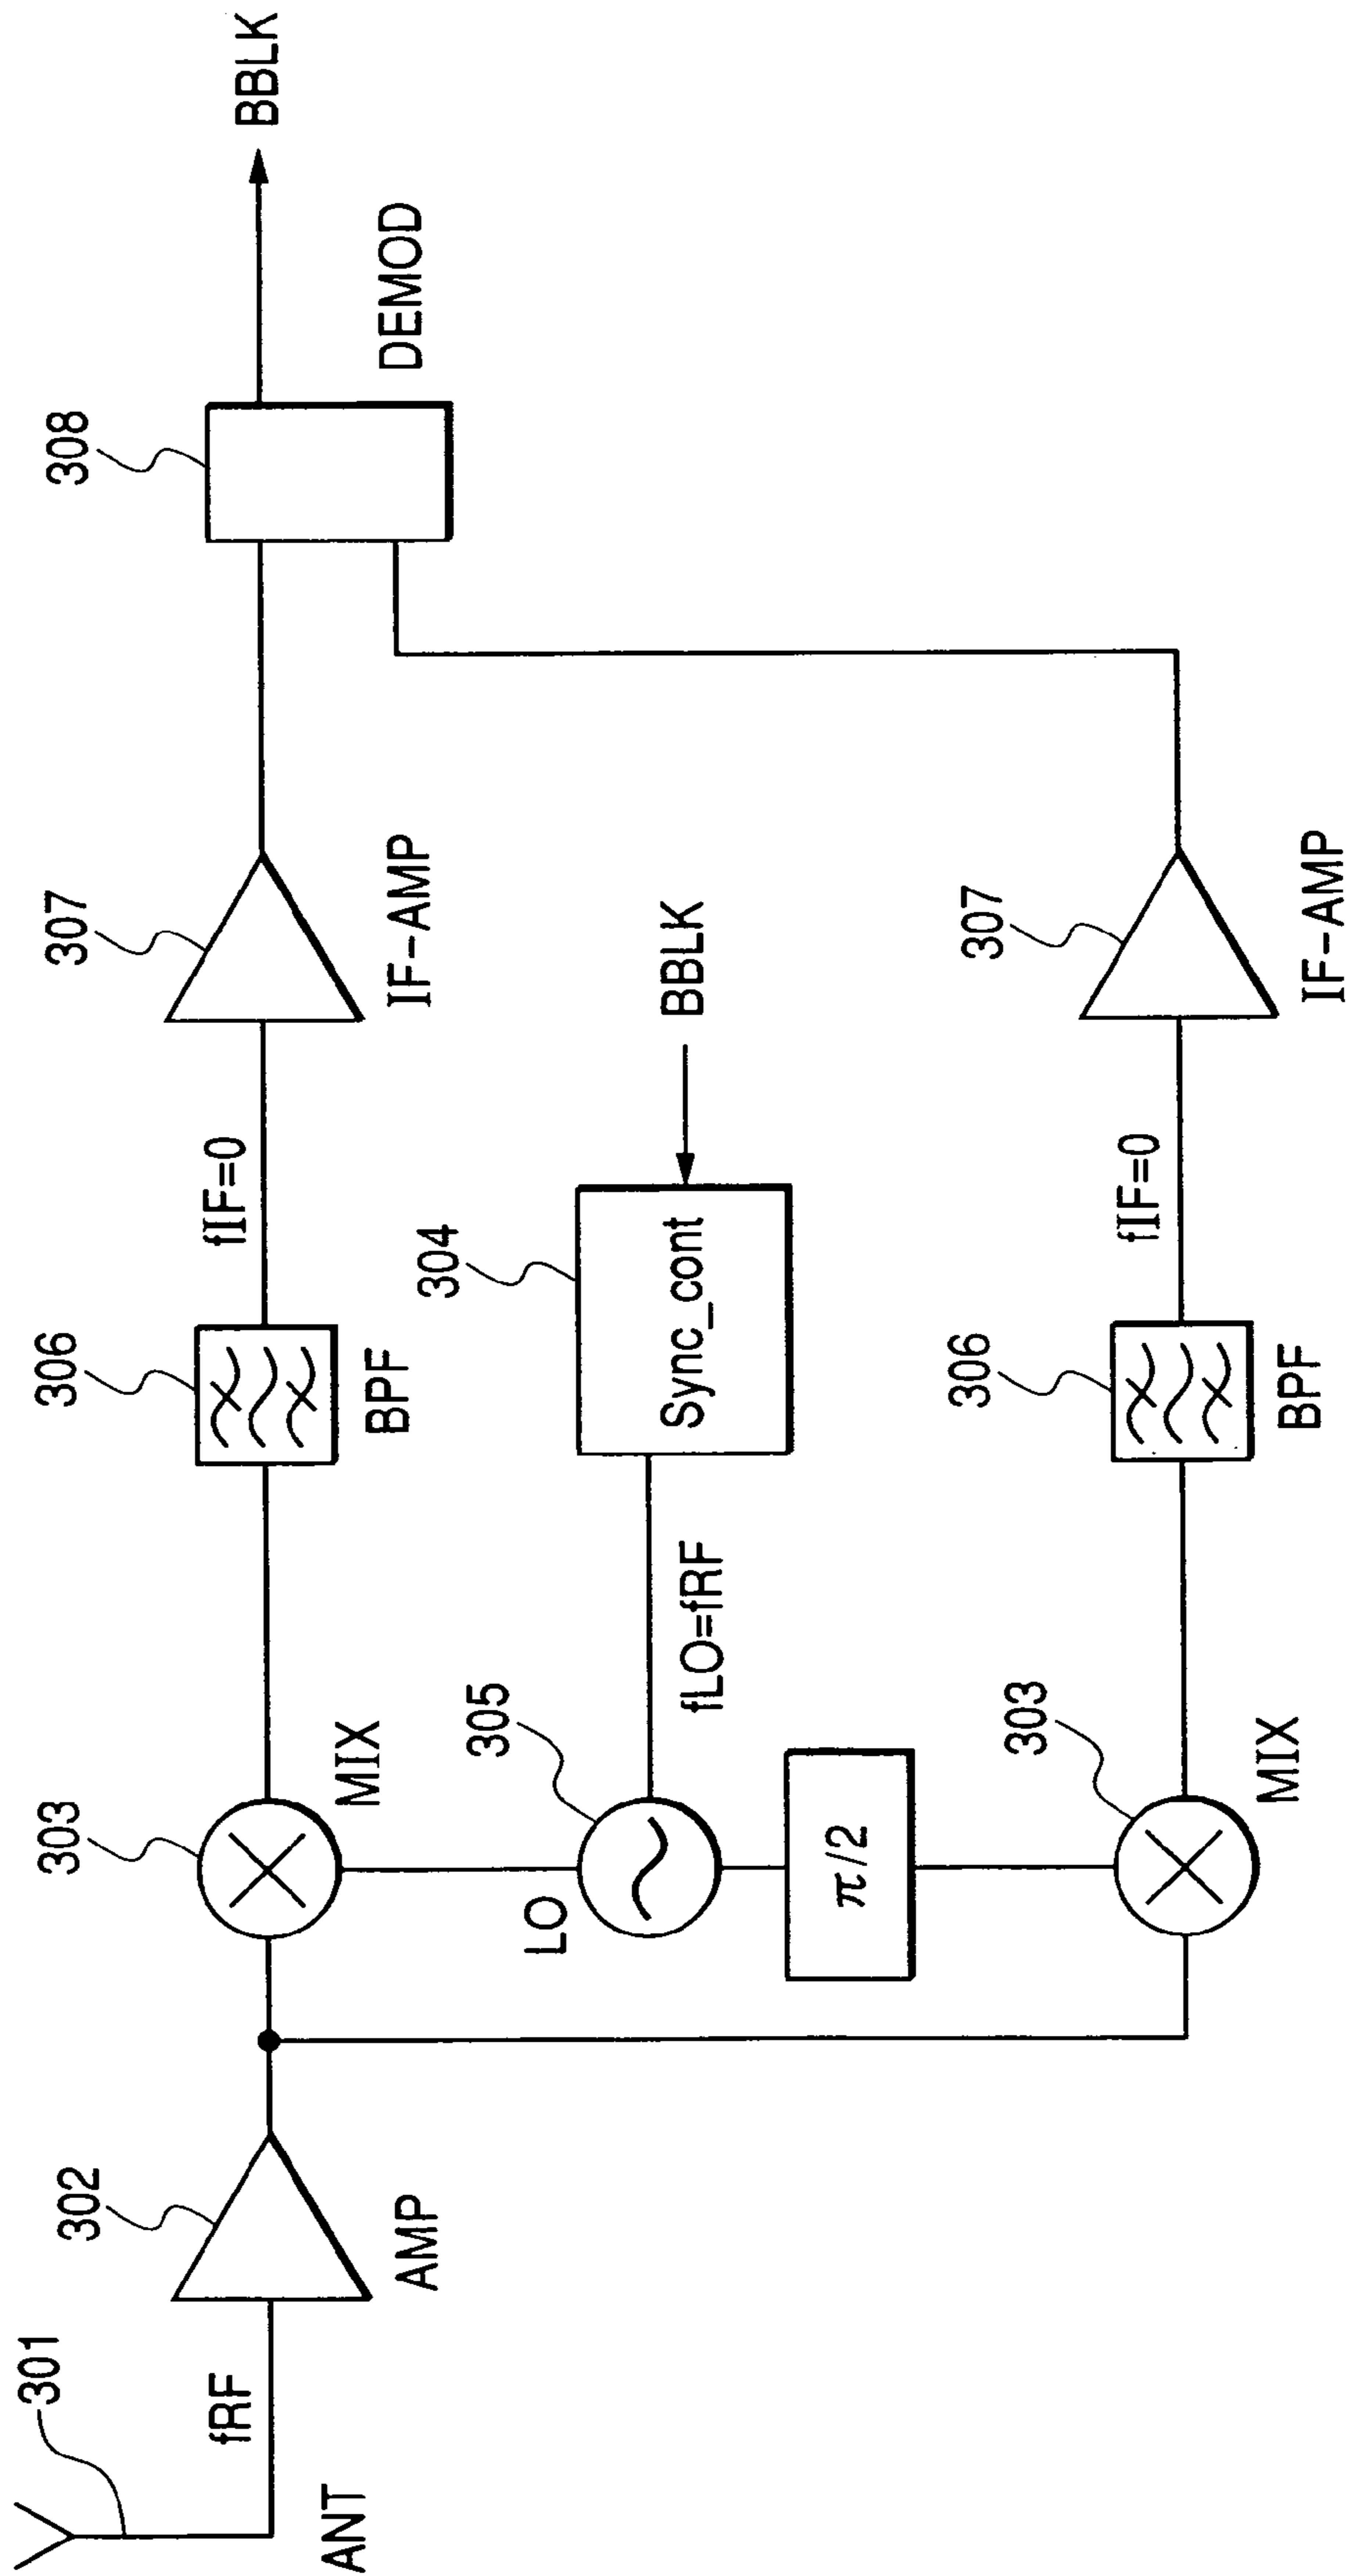 301
ANT
fRF
302
AMP
303
MIX
306
BPF
fIF=0
307
IF-AMP
308
DEMOD
BBLK
LO
305
fLO=fRF
304
Sync_cont
BBLK
π/2
303
MIX
306
BPF
fIF=0
307
IF-AMP